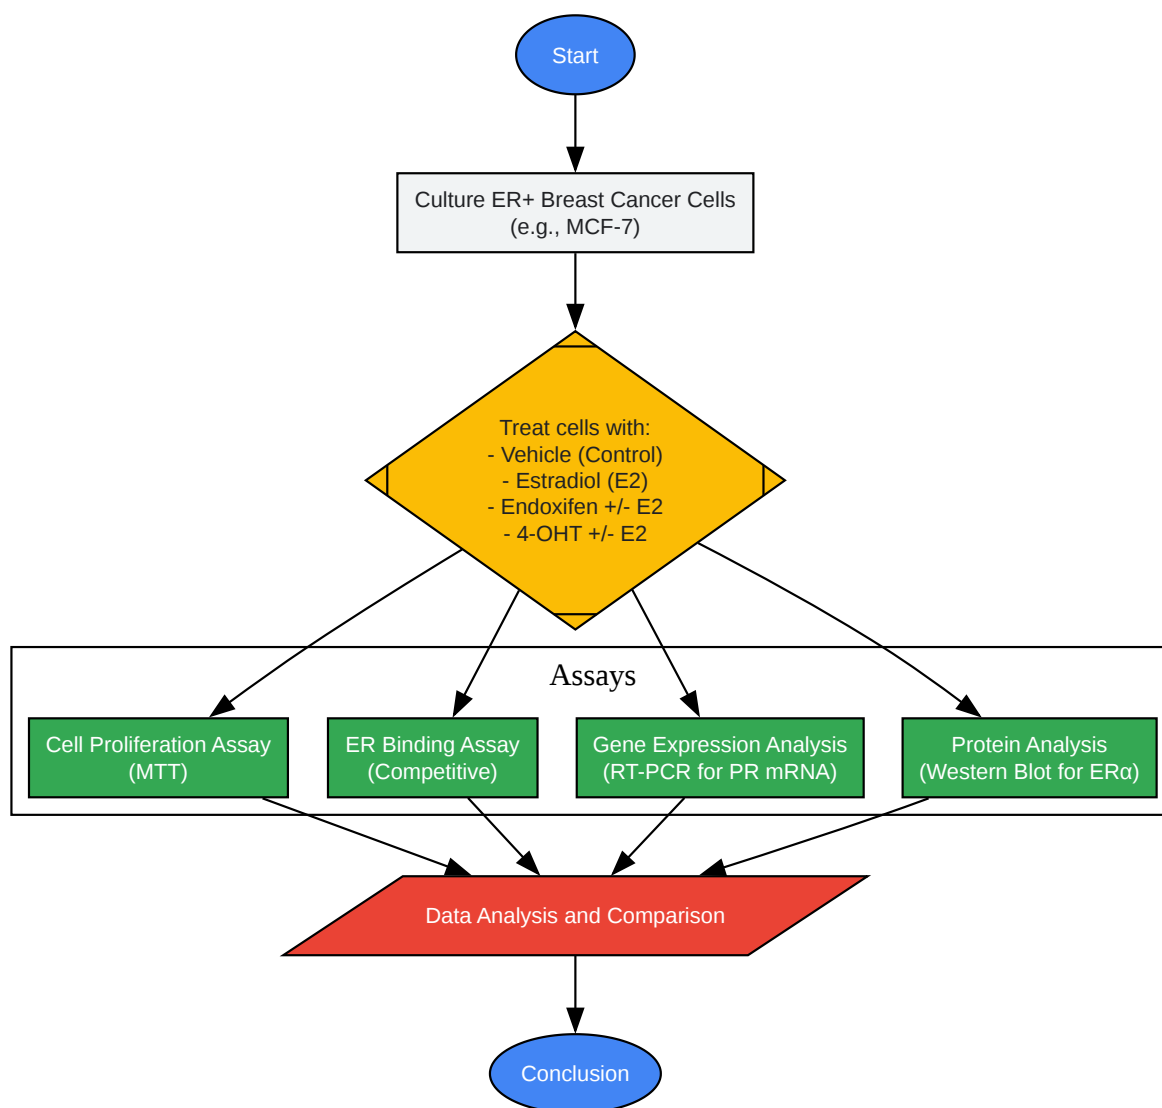 Start
Culture ER+ Breast Cancer Cells
(e.g., MCF-7)
Treat cells with:
- Vehicle (Control)
- Estradiol (E2)
- Endoxifen +/- E2
- 4-OHT +/- E2
Assays
Cell Proliferation Assay
(MTT)
ER Binding Assay
(Competitive)
Gene Expression Analysis
(RT-PCR for PR mRNA)
Protein Analysis
(Western Blot for ERα)
Data Analysis and Comparison
Conclusion